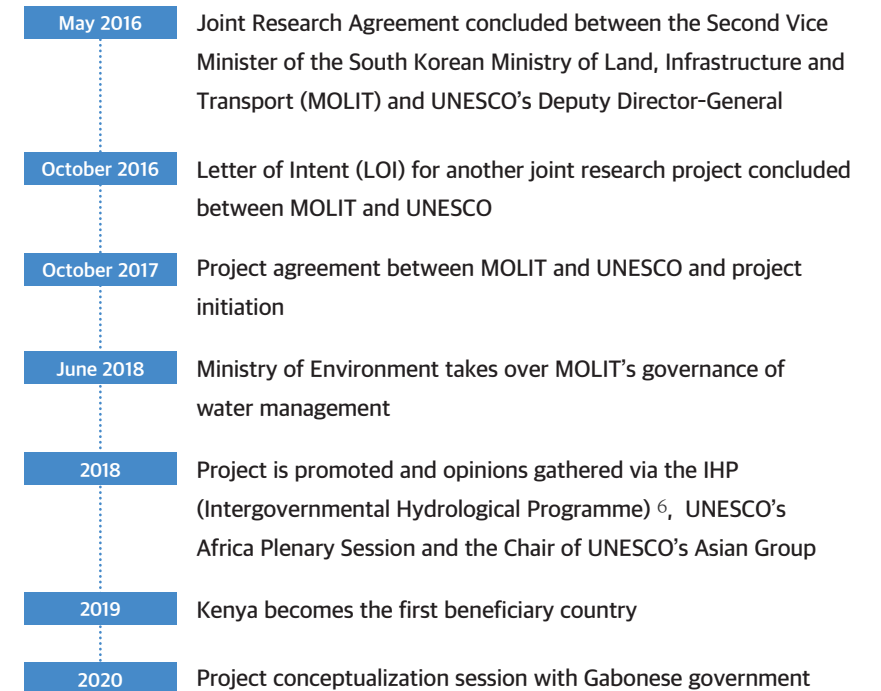 May 2016
Joint Research Agreement concluded between the Second Vice
Minister of the South Korean Ministry of Land, Infrastructure and
Transport (MOLIT) and UNESCO’s Deputy Director-General
October 2016
Letter of Intent (LOI) for another joint research project concluded
between MOLIT and UNESCO
October 2017
Project agreement between MOLIT and UNESCO and project
initiation
June 2018
Ministry of Environment takes over MOLIT’s governance of
water management
2018
Project is promoted and opinions gathered via the IHP
(Intergovernmental Hydrological Programme) 6, UNESCO’s
Africa Plenary Session and the Chair of UNESCO’s Asian Group
2019
Kenya becomes the first beneficiary country
2020
Project conceptualization session with Gabonese government